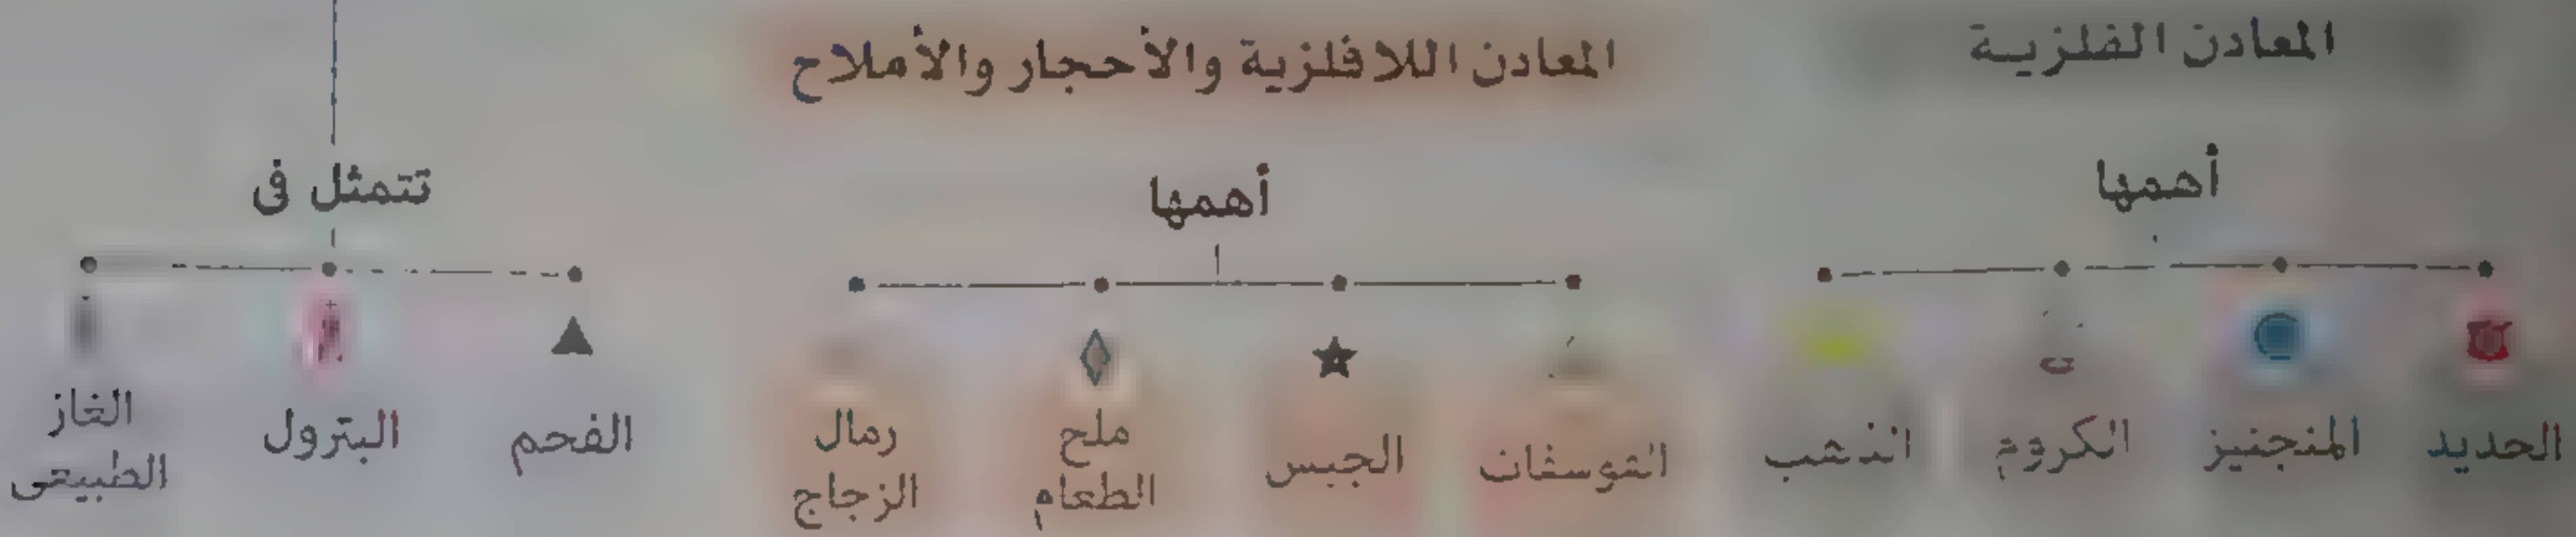 المعادن الفلزية
أهمها
الحديد
المنجنيز
الكروم
الذهب
المعادن اللافلزية والأحجار والأملاح
أهمها
الفوسفات
الجبس
ملح
الطعام
رمال
الزجاج
تتمثل فى
الفحم
البترول
الغاز
الطبيعى